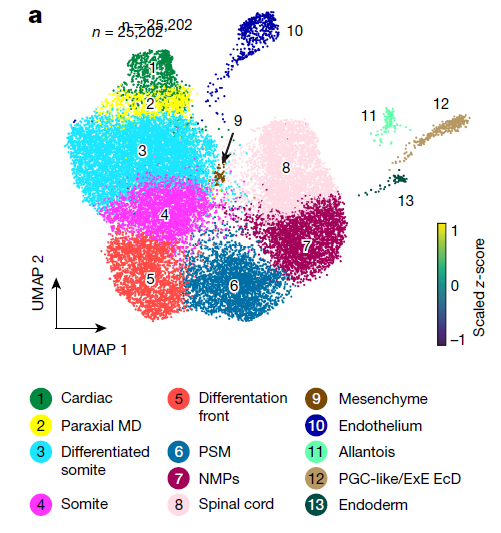 a
n = 25,202
n = 25,202
1
10
2
9
11
12
3
8
13
4
7
5
6
1
0
−1
Scaled z-score
UMAP 2
UMAP 1
1 Cardiac
2 Paraxial MD
3 Differentiated
somite
4 Somite
5 Differentation
front
6 PSM
7 NMPs
8 Spinal cord
9 Mesenchyme
10 Endothelium
11 Allantois
12 PGC-like/ExE EcD
13 Endoderm